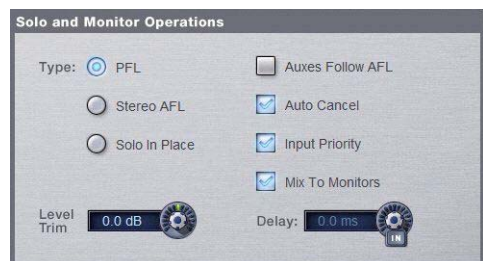 Solo and Monitor Operations
Type: PFL
Auxes Follow AFL
Stereo AFL
Auto Cancel
Solo In Place
Input Priority
Mix To Monitors
Level Trim
0.0 dB
Delay: 0.0 ms
IN